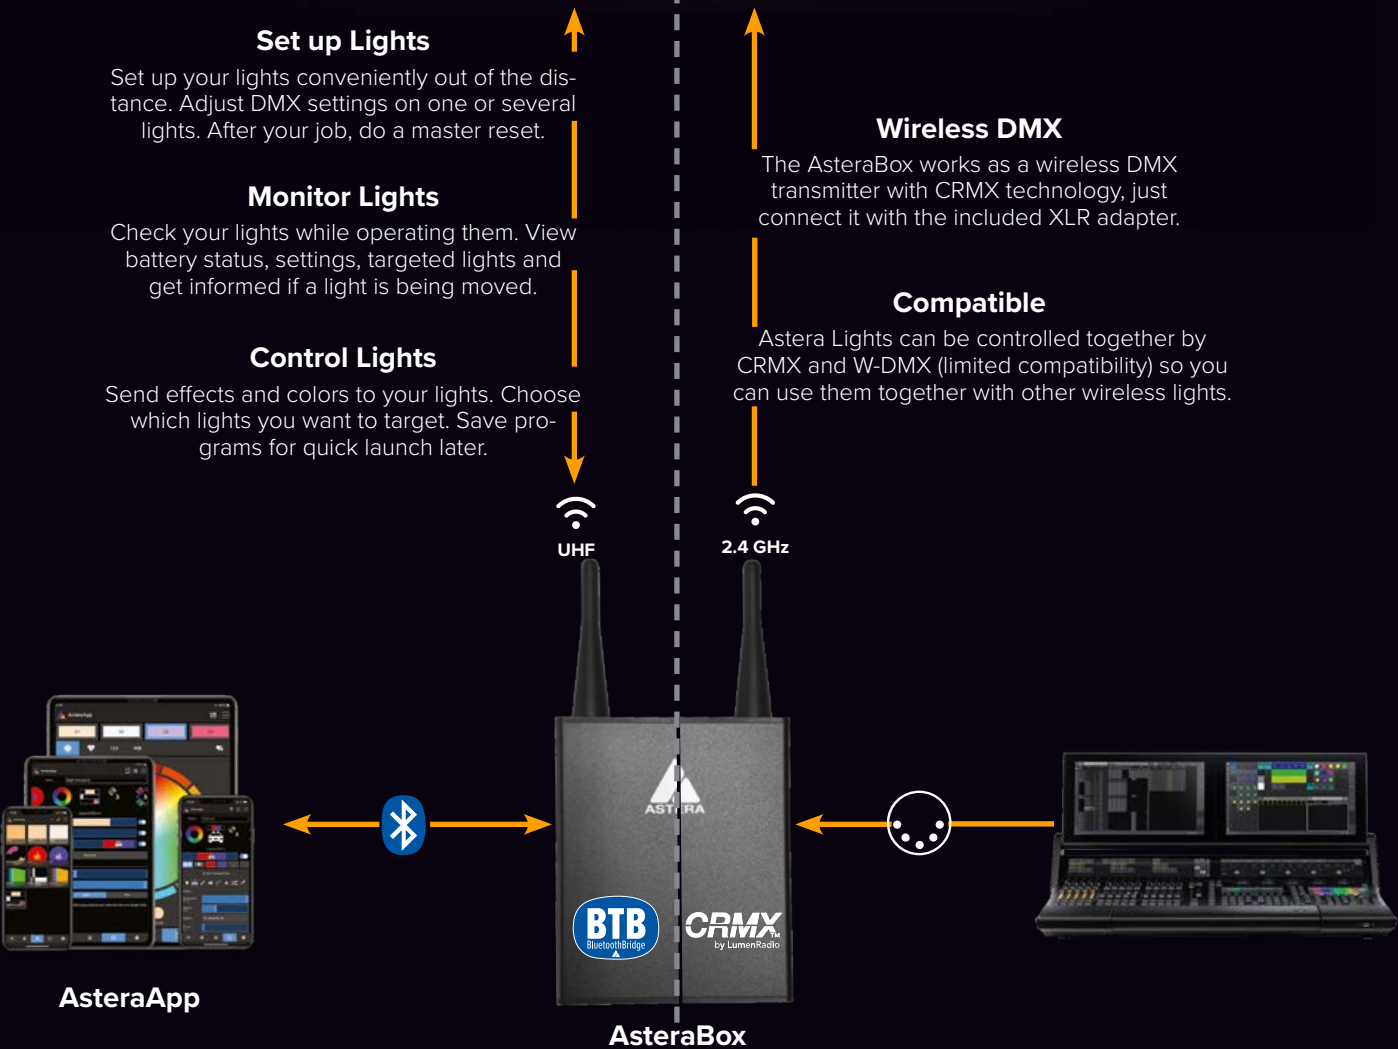 Set up Lights
Set up your lights conveniently out of the dis-
tance. Adjust DMX settings on one or several
lights. After your job, do a master reset.
Monitor Lights
Check your lights while operating them. View
battery status, settings, targeted lights and
get informed if a light is being moved.
Control Lights
Send effects and colors to your lights. Choose
which lights you want to target. Save pro-
grams for quick launch later.
Wireless DMX
The AsteraBox works as a wireless DMX
transmitter with CRMX technology, just
connect it with the included XLR adapter.
Compatible
Astera Lights can be controlled together by
CRMX and W-DMX (limited compatibility) so you
can use them together with other wireless lights.
UHF
2.4 GHz
AsteraApp
ASTERA
BTB
BluetoothBridge
CRMX™
by LumenRadio
AsteraApp
AsteraBox